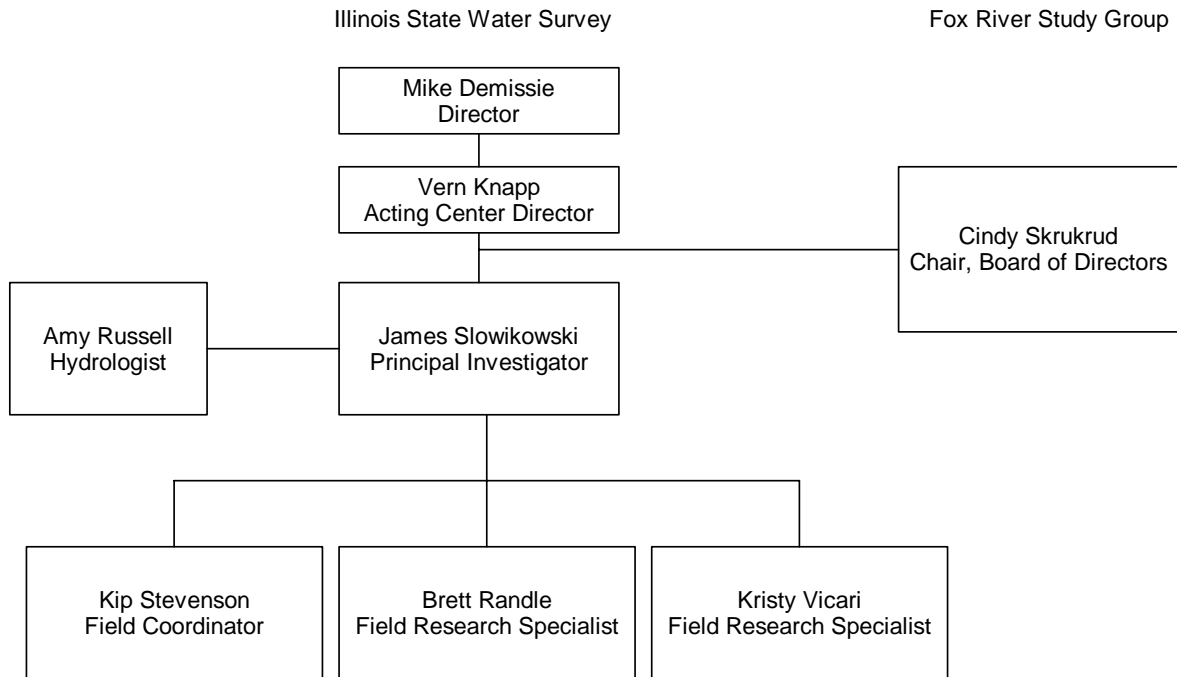 Illinois State Water Survey
Fox River Study Group
Mike Demissie
Director
Vern Knapp
Acting Center Director
Cindy Skrukrud
Chair, Board of Directors
Amy Russell
Hydrologist
James Slowikowski
Principal Investigator
Kip Stevenson
Field Coordinator
Brett Randle
Field Research Specialist
Kristy Vicari
Field Research Specialist